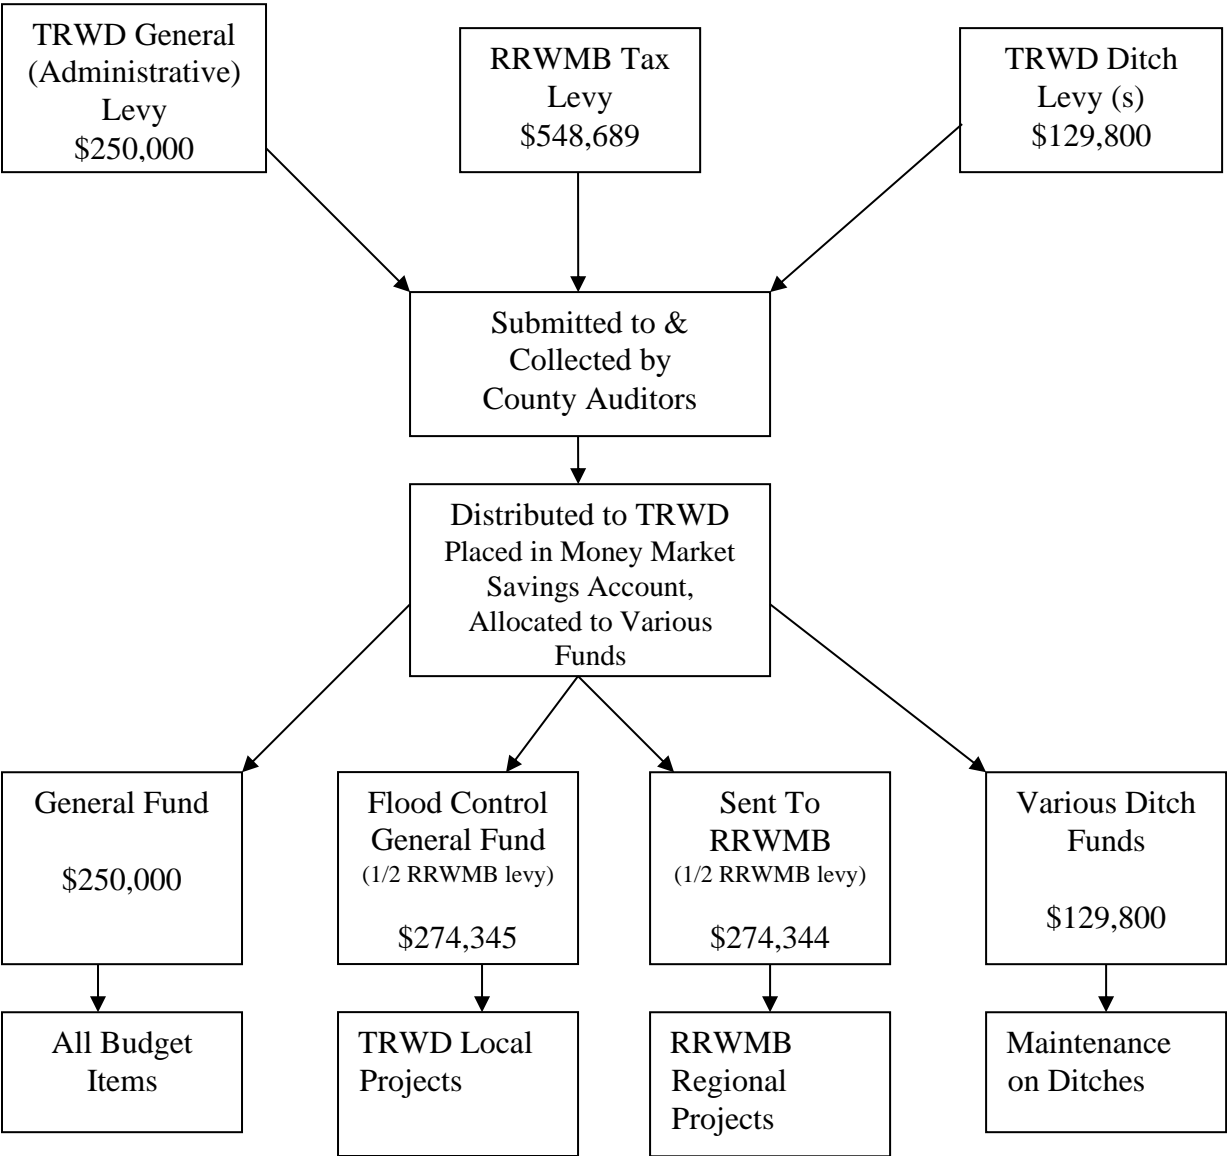 TRWD General
(Administrative)
Levy
$250,000
RRWMB Tax
Levy
$548,689
TRWD Ditch
Levy (s)
$129,800
Submitted to &
Collected by
County Auditors
Distributed to TRWD
Placed in Money Market
Savings Account,
Allocated to Various
Funds
General Fund
$250,000
Flood Control
General Fund
(1/2 RRWMB levy)
$274,345
Sent To
RRWMB
(1/2 RRWMB levy)
$274,344
Various Ditch
Funds
$129,800
All Budget
Items
TRWD Local
Projects
RRWMB
Regional
Projects
Maintenance
on Ditches